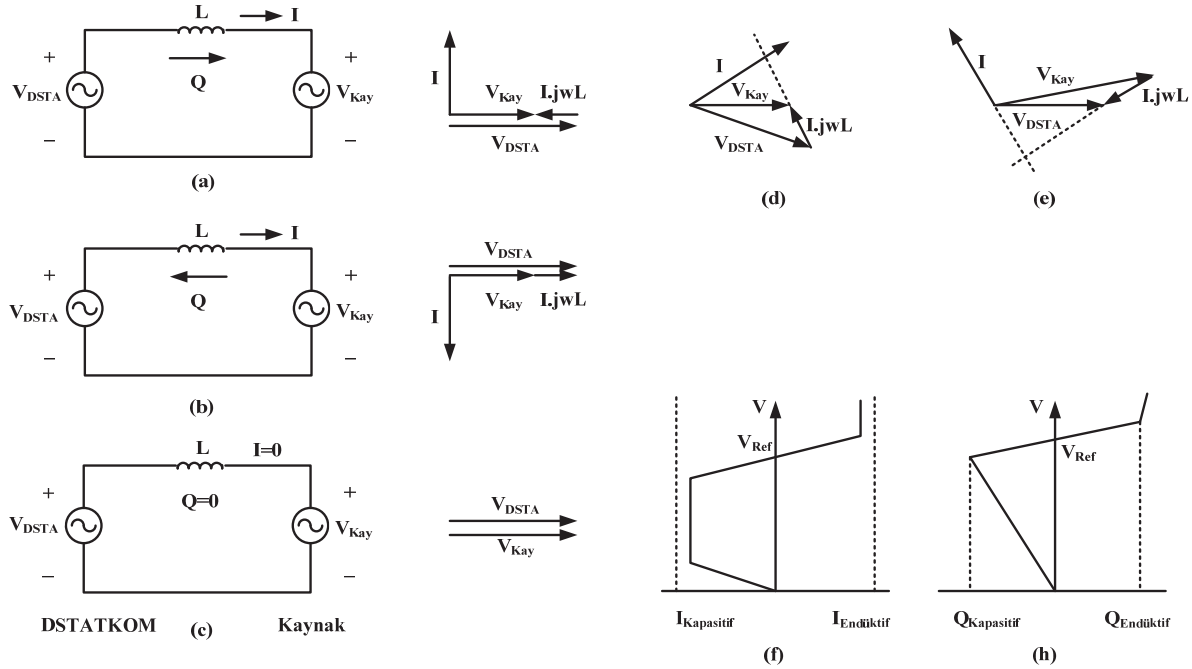 L
I
+
+
V_DSTA
Q
V_Kay
−
−
(a)
I
V_Kay
I.jwL
V_DSTA
I
V_Kay
I.jwL
V_DSTA
(d)
I
V_Kay
I.jwL
V_DSTA
(e)
L
I
+
+
Q
V_DSTA
V_Kay
−
−
(b)
V_DSTA
V_Kay
I.jwL
I
L
I=0
+
+
Q=0
V_DSTA
V_Kay
−
−
DSTATKOM
(c)
Kaynak
V_DSTA
V_Kay
V
V_Ref
I_Kapasitif
I_Endüktif
(f)
V
V_Ref
Q_Kapasitif
Q_Endüktif
(h)